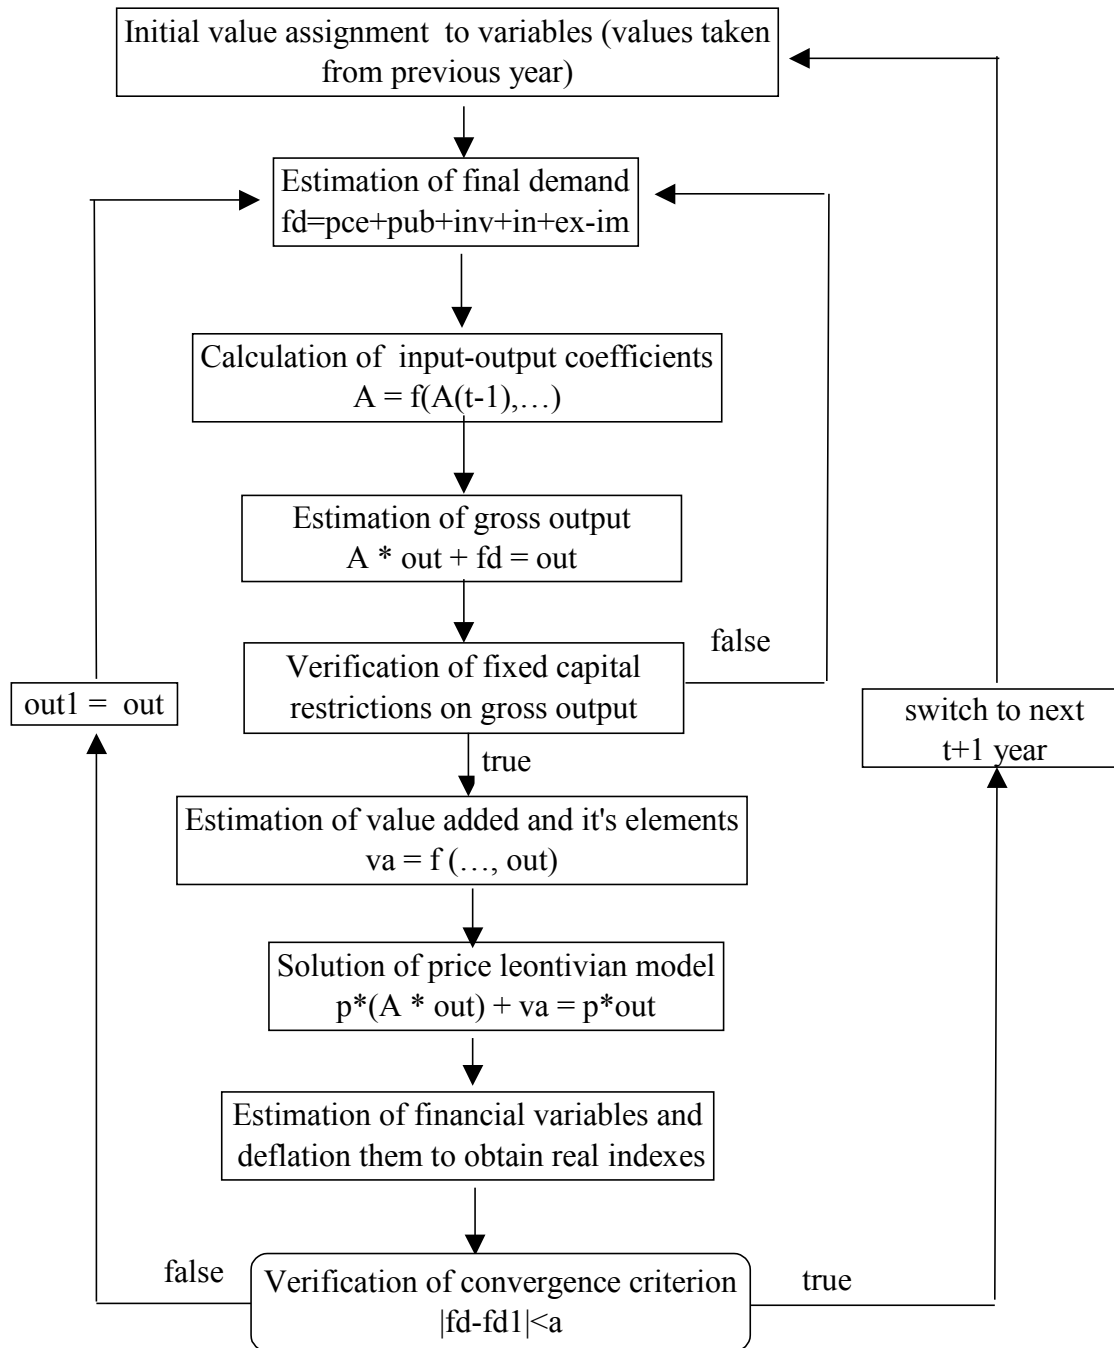 Initial value assignment to variables (values taken
from previous year)
Estimation of final demand
fd=pce+pub+inv+in+ex-im
Calculation of input-output coefficients
A = f(A(t-1),…)
Estimation of gross output
A * out + fd = out
false
Verification of fixed capital
restrictions on gross output
out1 = out
switch to next
t+1 year
true
Estimation of value added and it's elements
va = f (…, out)
Solution of price leontivian model
p*(A * out) + va = p*out
Estimation of financial variables and
deflation them to obtain real indexes
false
Verification of convergence criterion
|fd-fd1|<a
true